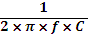 1
2 × π × f × C